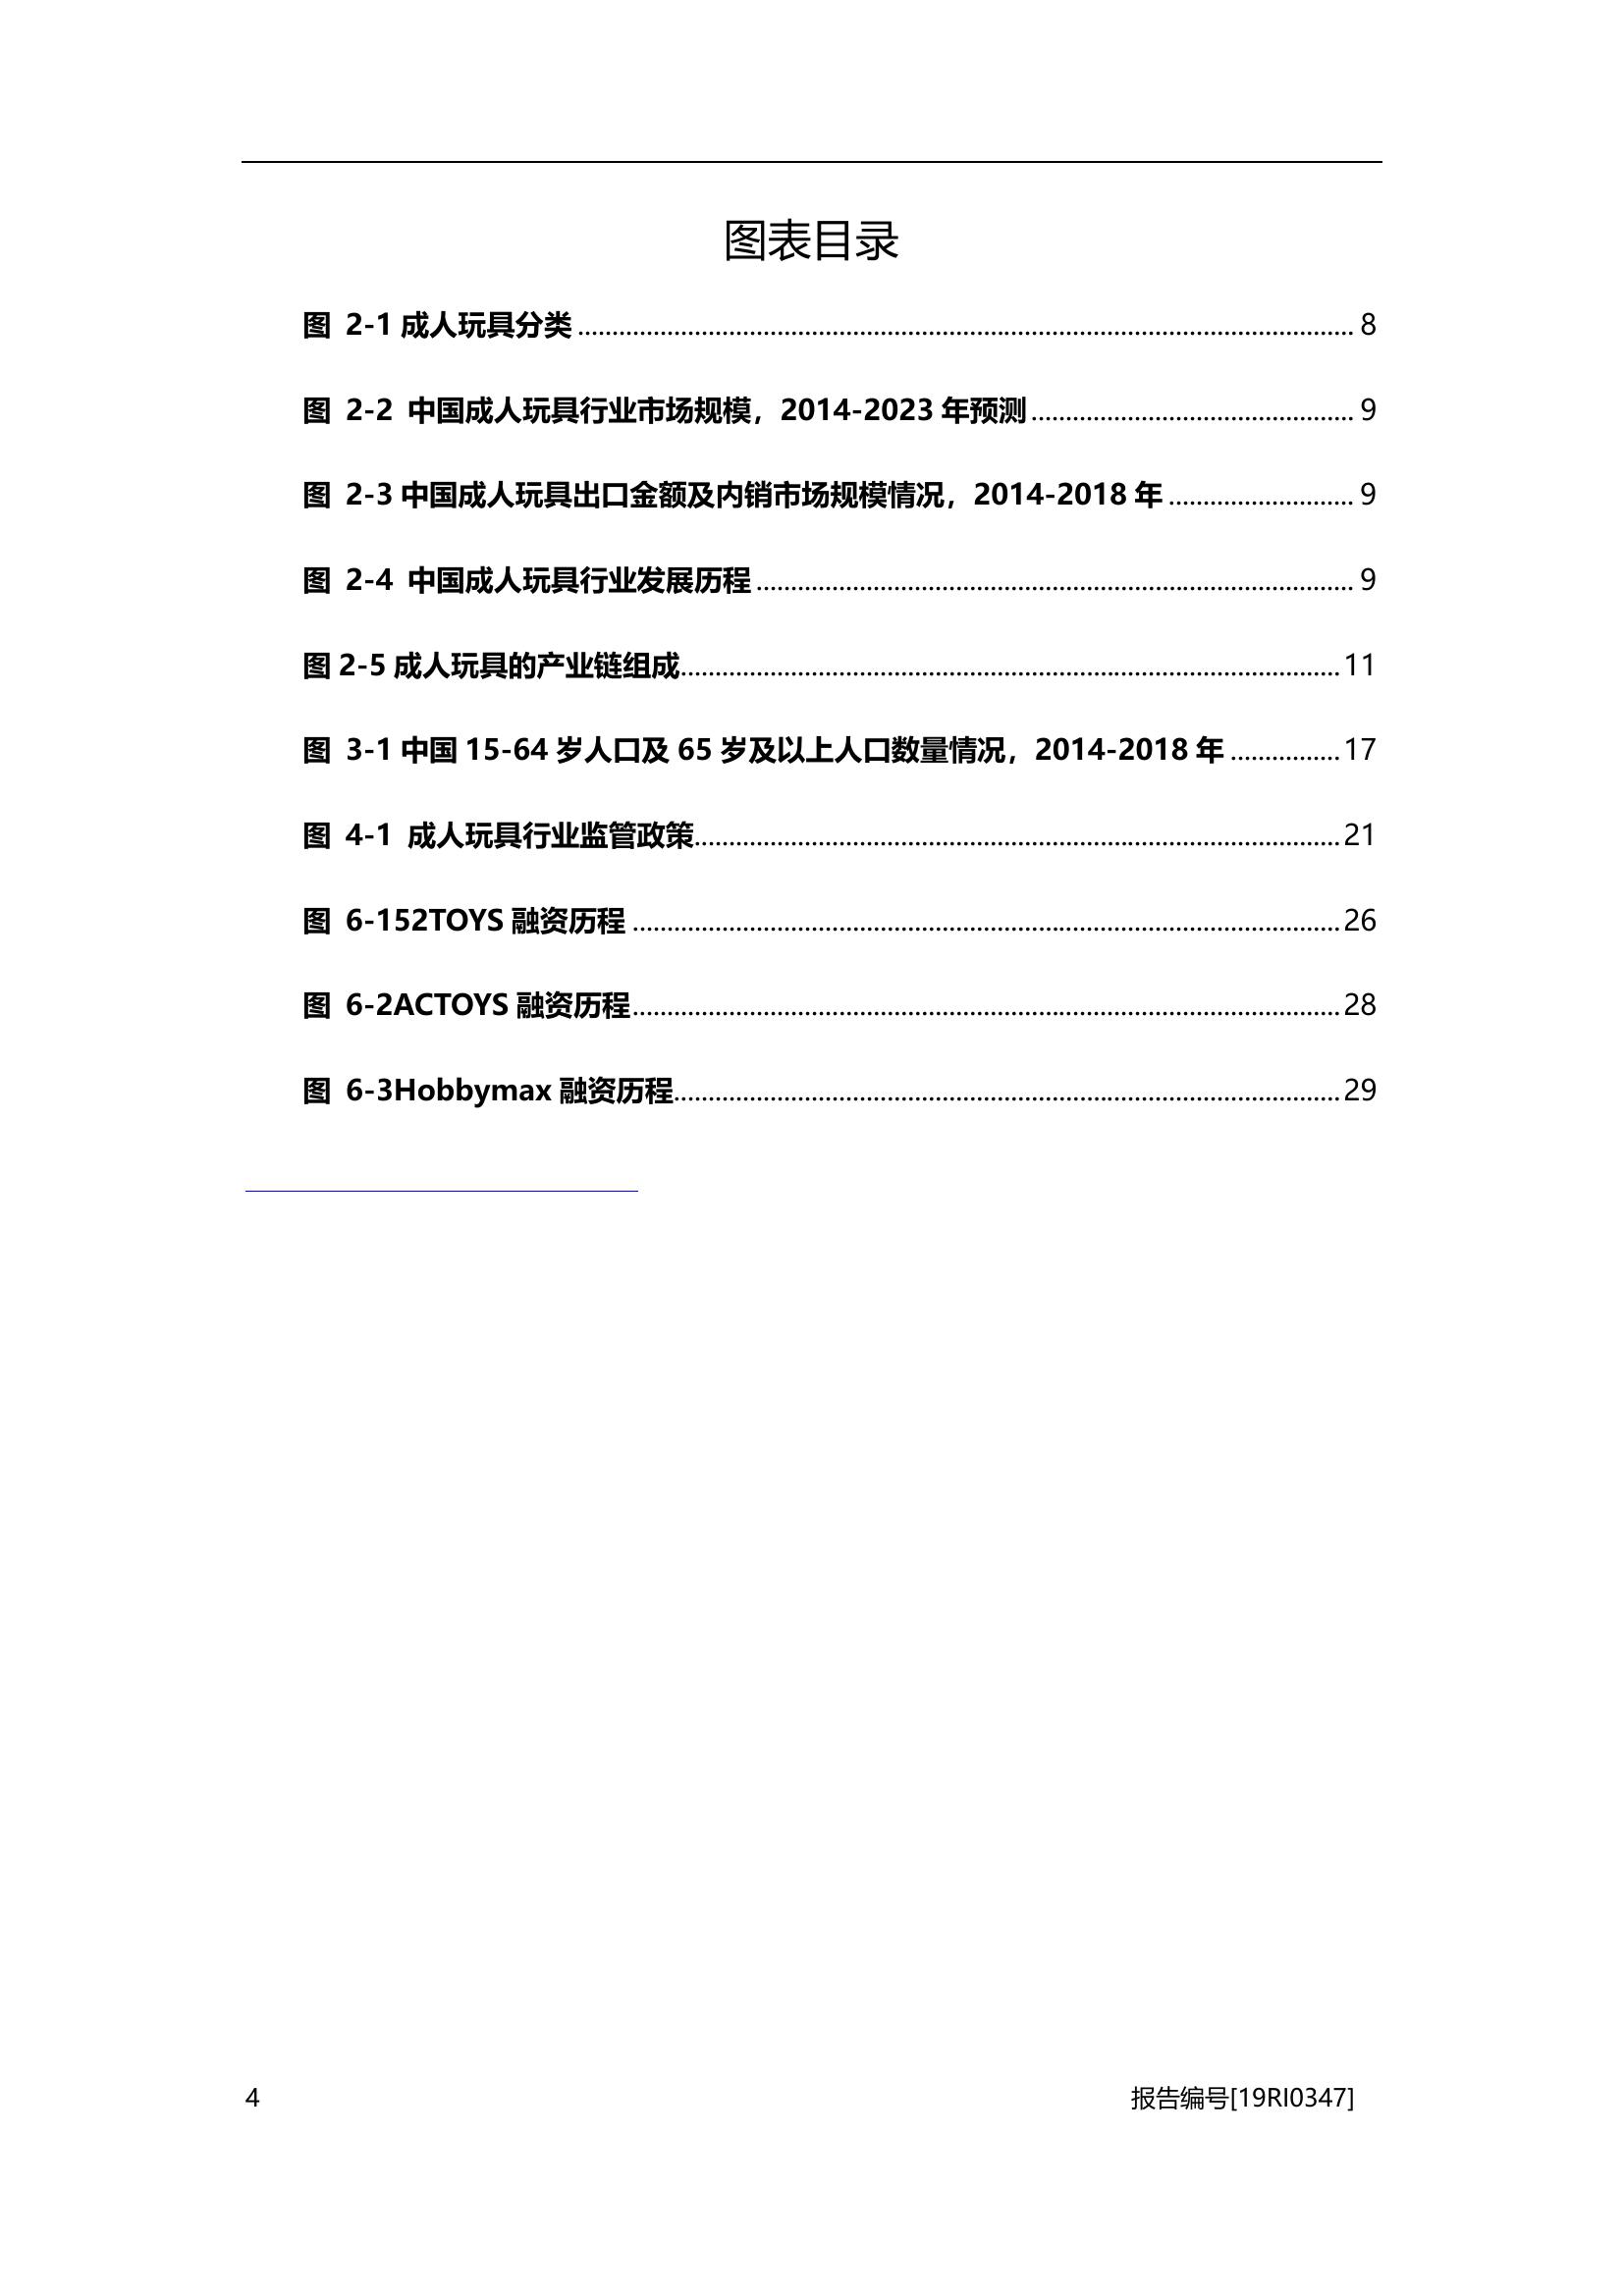 图表目录
图 2-1 成人玩具分类 ........ 8
图 2-2 中国成人玩具行业市场规模，2014-2023 年预测 ........ 9
图 2-3 中国成人玩具出口金额及内销市场规模情况，2014-2018 年 ........ 9
图 2-4 中国成人玩具行业发展历程 ........ 9
图 2-5 成人玩具的产业链组成 ........ 11
图 3-1 中国 15-64 岁人口及 65 岁及以上人口数量情况，2014-2018 年 ........ 17
图 4-1 成人玩具行业监管政策 ........ 21
图 6-152TOYS 融资历程 ........ 26
图 6-2ACTOYS 融资历程 ........ 28
图 6-3Hobbymax 融资历程 ........ 29
4 报告编号[19RI0347]